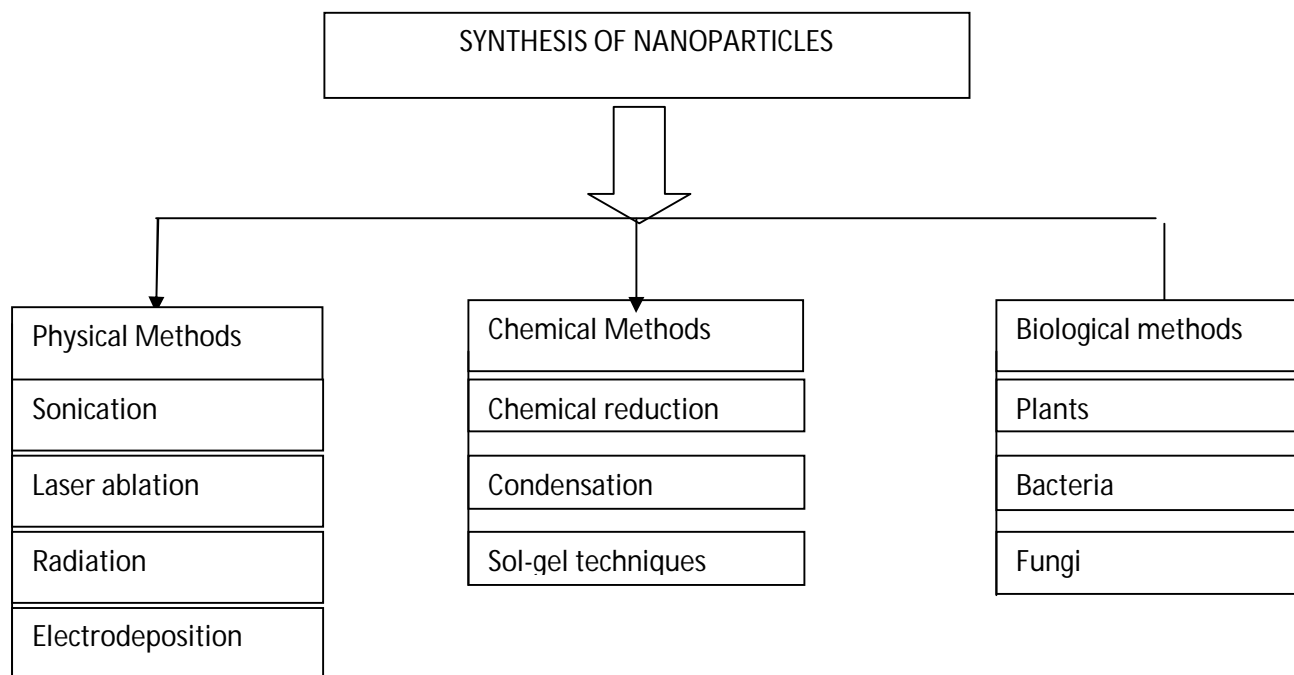 SYNTHESIS OF NANOPARTICLES
Physical Methods
Sonication
Laser ablation
Radiation
Electrodeposition
Chemical Methods
Chemical reduction
Condensation
Sol-gel techniques
Biological methods
Plants
Bacteria
Fungi